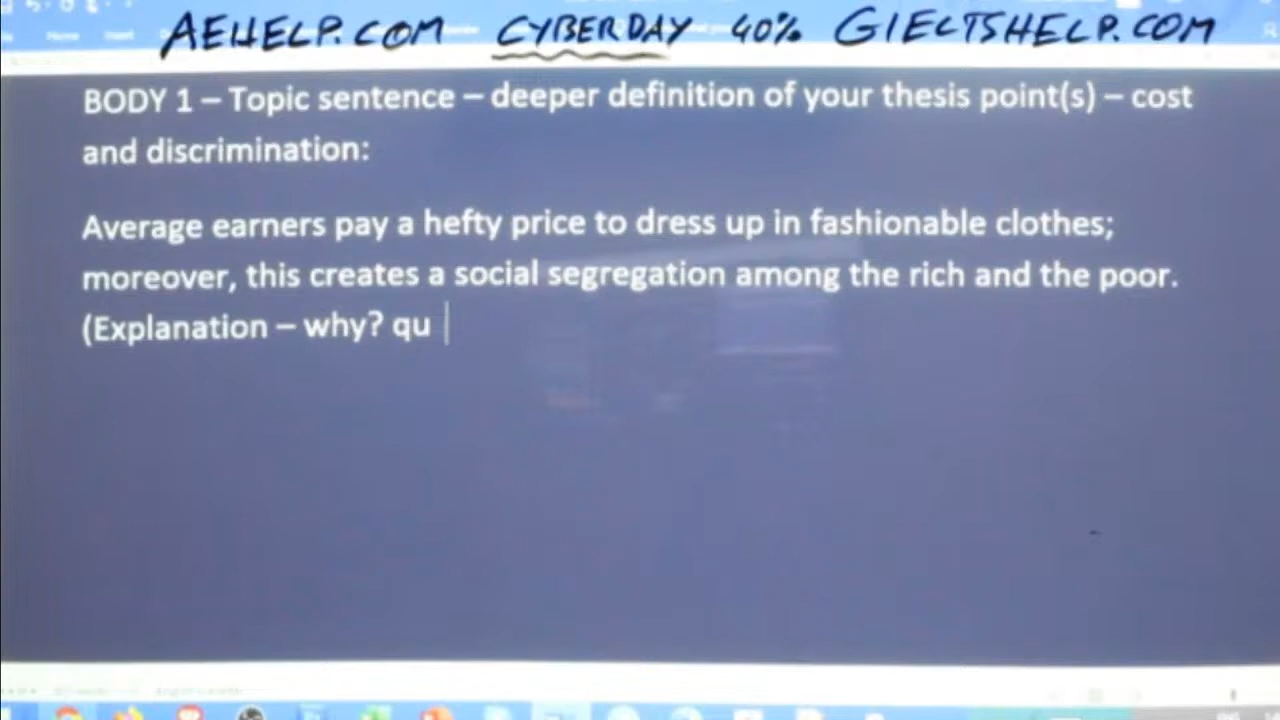 AEHELP.COM CYBERDAY 40% GIELTSHELP.COM
Home Insert
BODY 1 – Topic sentence – deeper definition of your thesis point(s) – cost
and discrimination:
Average earners pay a hefty price to dress up in fashionable clothes;
moreover, this creates a social segregation among the rich and the poor.
(Explanation – why? qu